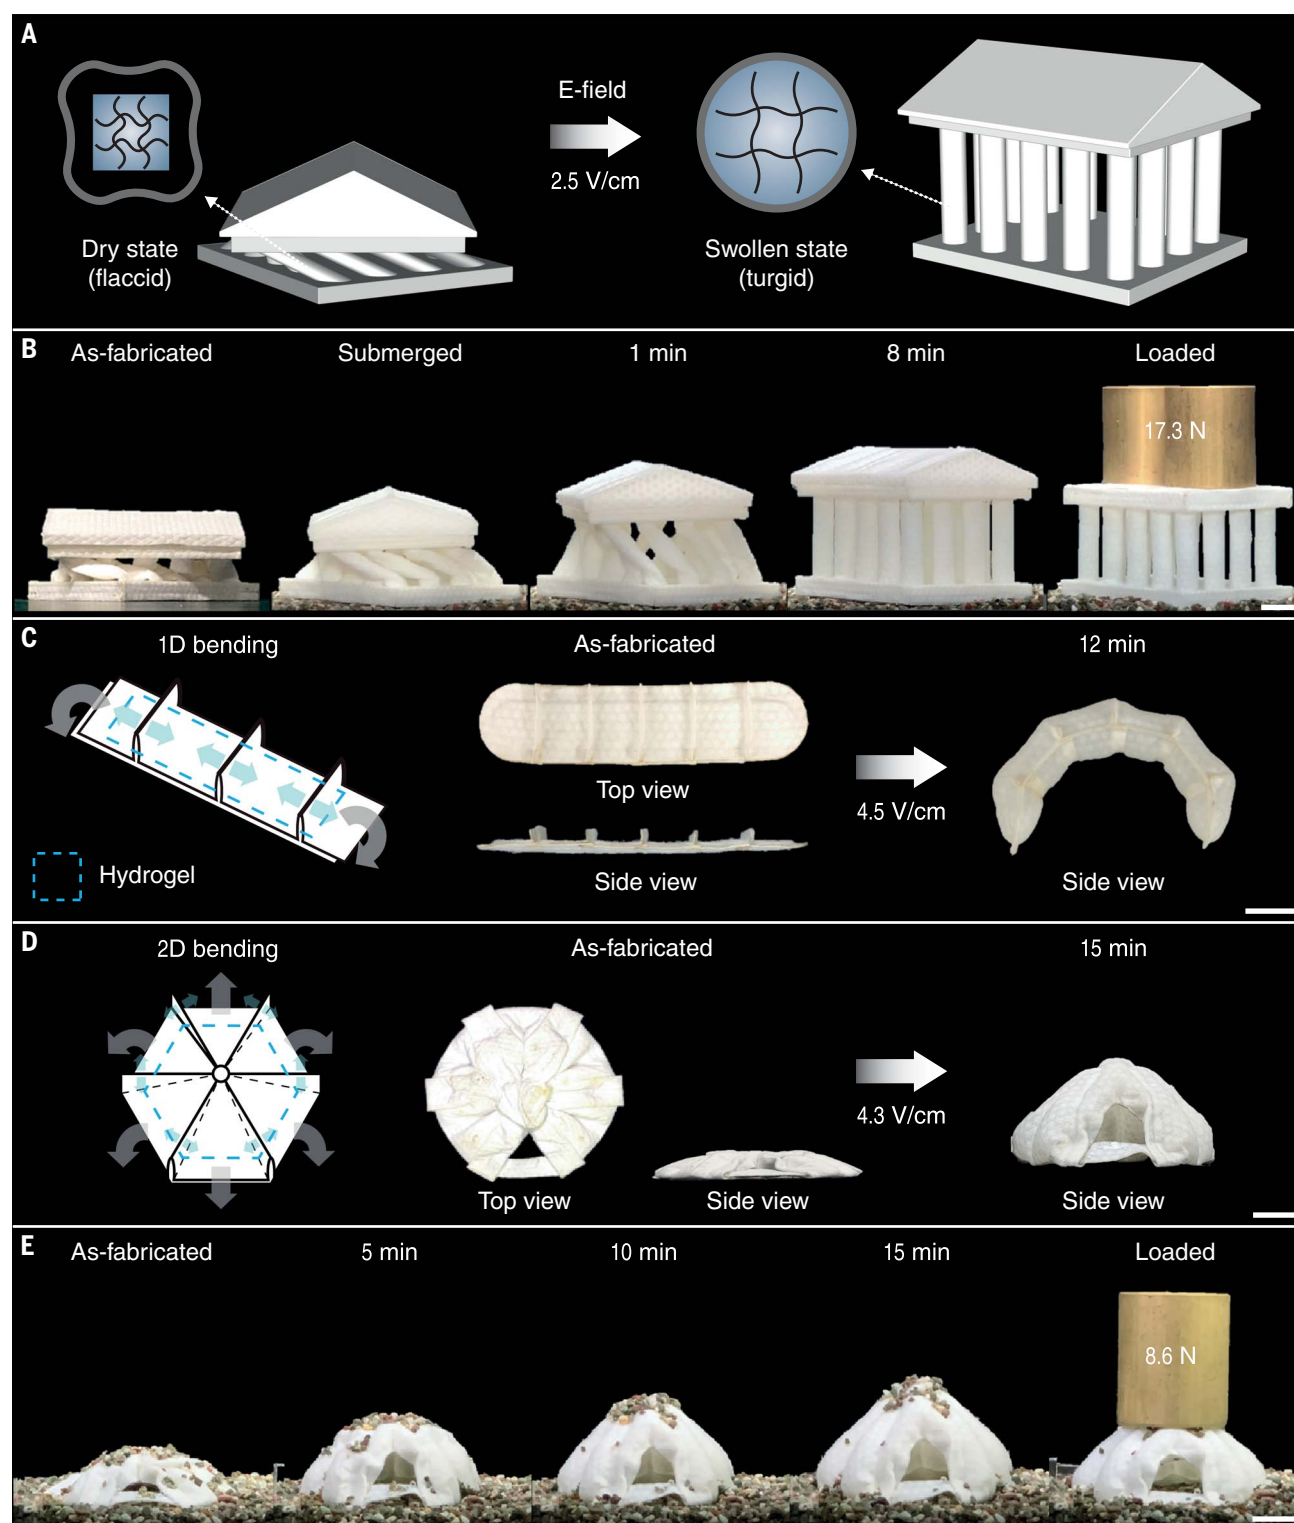 A
E-field
2.5 V/cm
Dry state
(flaccid)
Swollen state
(turgid)
B
As-fabricated
Submerged
1 min
8 min
Loaded
17.3 N
C
1D bending
As-fabricated
12 min
Top view
4.5 V/cm
Hydrogel
Side view
Side view
D
2D bending
As-fabricated
15 min
4.3 V/cm
Top view
Side view
Side view
E
As-fabricated
5 min
10 min
15 min
Loaded
8.6 N